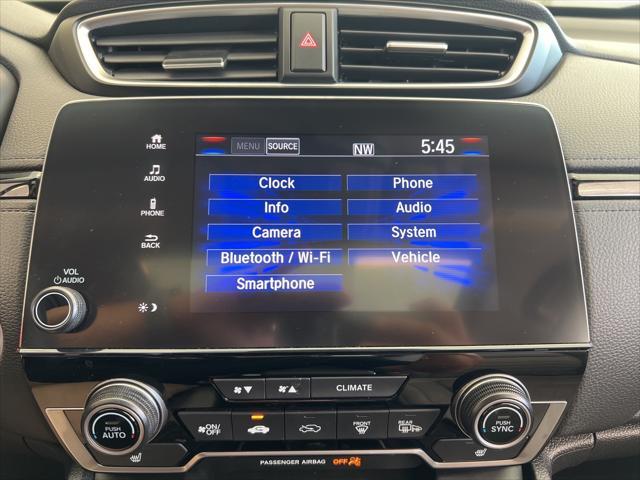 HOME
AUDIO
PHONE
BACK
VOL
AUDIO
MENU SOURCE NW 5:45
Clock Phone
Info Audio
Camera System
Bluetooth / Wi-Fi Vehicle
Smartphone
CLIMATE
PUSH AUTO
ON/OFF
FRONT
REAR
PUSH SYNC
PASSENGER AIRBAG OFF